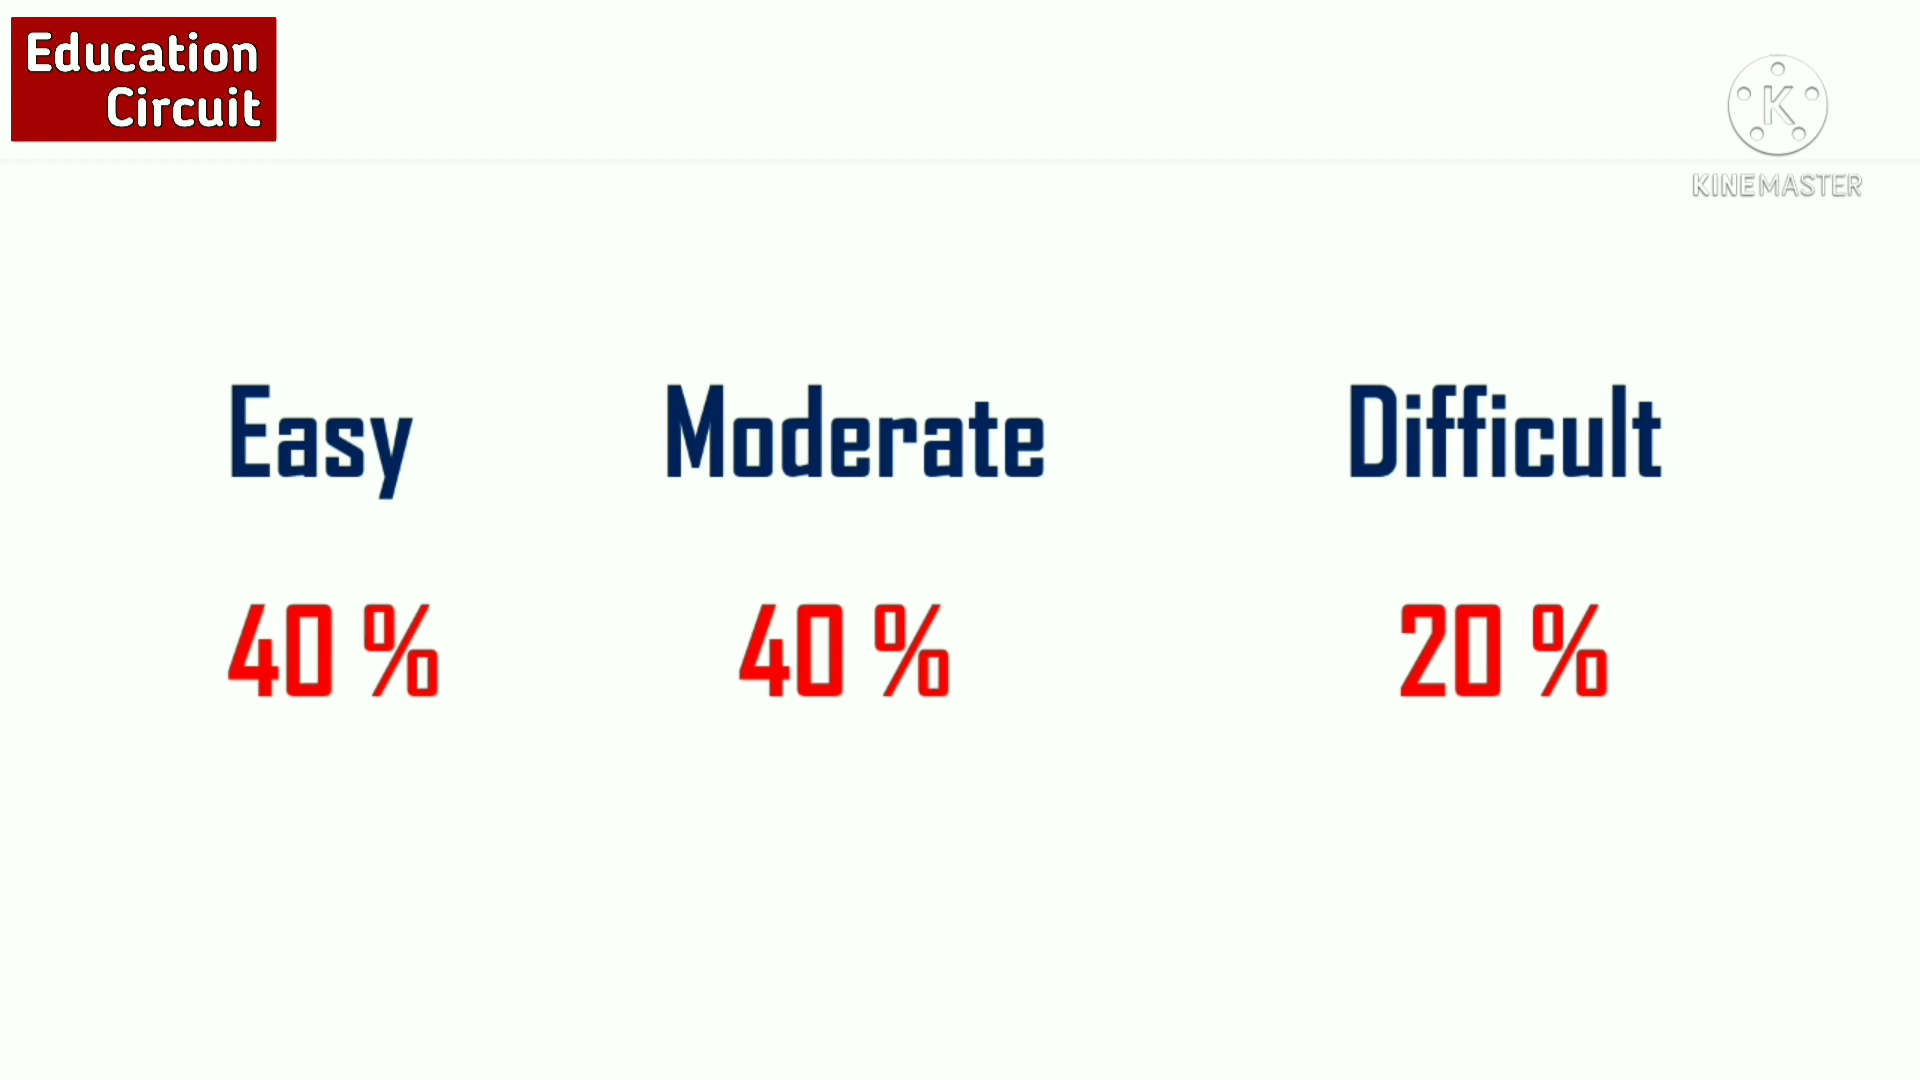 Education
Circuit
K
KINEMASTER
Easy Moderate Difficult
40 % 40 % 20 %